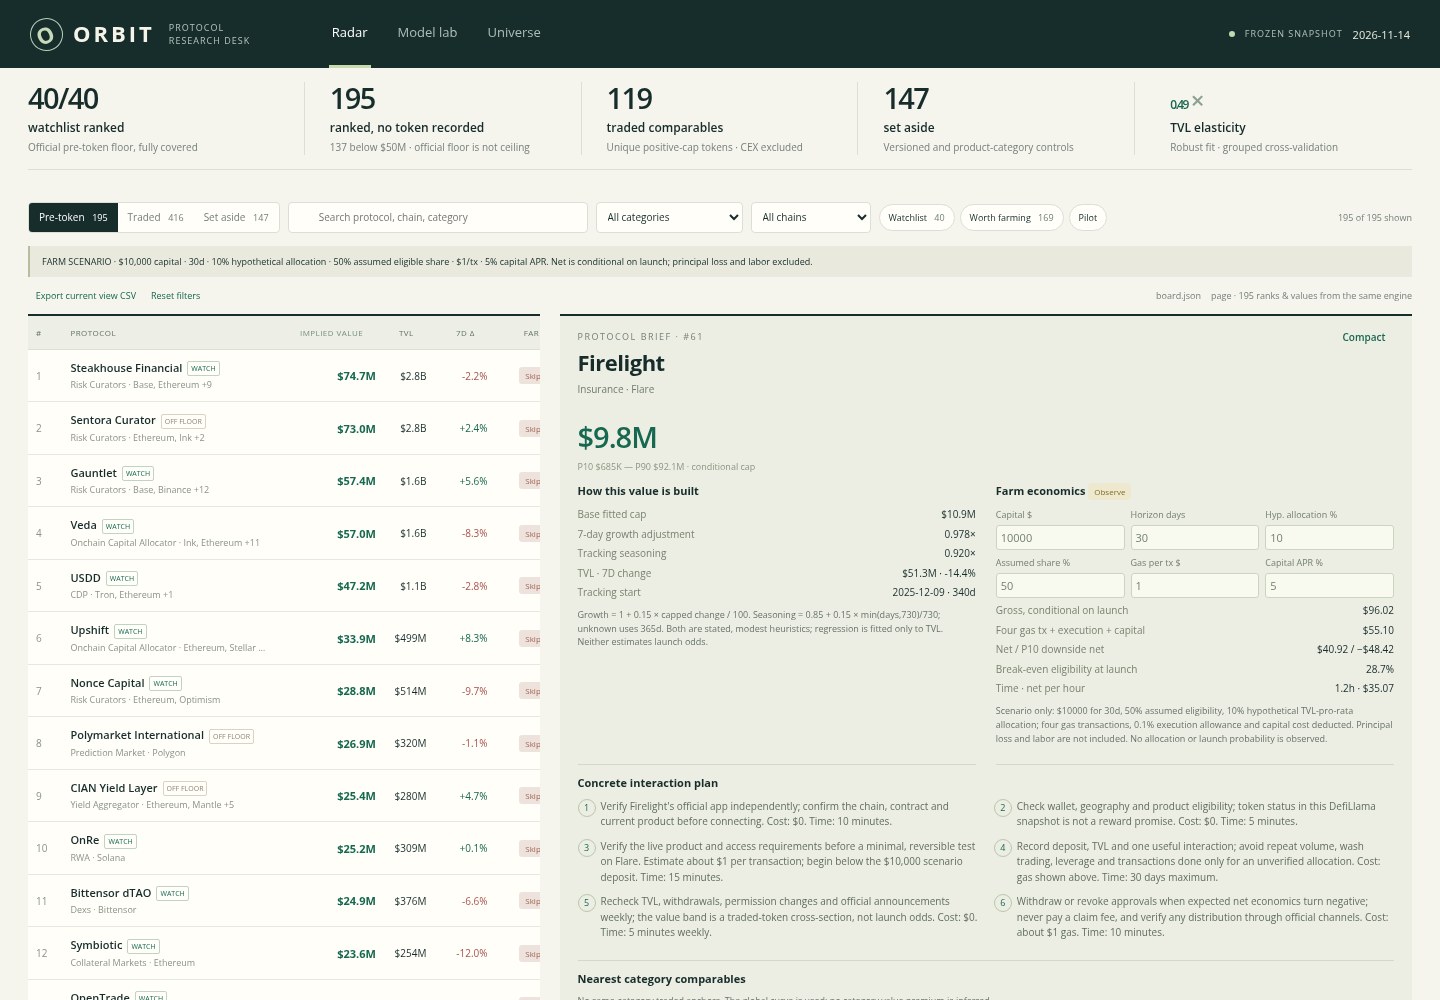 ORBIT
PROTOCOL
RESEARCH DESK
Radar
Model lab
Universe
FROZEN SNAPSHOT 2026-11-14
40/40
watchlist ranked
Official pre-token floor, fully covered
195
ranked, no token recorded
137 below $50M · official floor is not ceiling
119
traded comparables
Unique positive-cap tokens · CEX excluded
147
set aside
Versioned and product-category controls
0.49×
TVL elasticity
Robust fit · grouped cross-validation
Pre-token 195
Traded 416
Set aside 147
Search protocol, chain, category
All categories
All chains
Watchlist 40
Worth farming 169
Pilot
195 of 195 shown
FARM SCENARIO · $10,000 capital · 30d · 10% hypothetical allocation · 50% assumed eligible share · $1/tx · 5% capital APR. Net is conditional on launch; principal loss and labor excluded.
Export current view CSV
Reset filters
board.json
page · 195 ranks & values from the same engine
# PROTOCOL IMPLIED VALUE TVL 7D Δ FAR
1 Steakhouse Financial WATCH $74.7M $2.8B -2.2% Skip
Risk Curators · Base, Ethereum +9
2 Sentora Curator OFF FLOOR $73.0M $2.8B +2.4% Skip
Risk Curators · Ethereum, Ink +2
3 Gauntlet WATCH $57.4M $1.6B +5.6% Skip
Risk Curators · Base, Binance +12
4 Veda WATCH $57.0M $1.6B -8.3% Skip
Onchain Capital Allocator · Ink, Ethereum +11
5 USDD WATCH $47.2M $1.1B -2.8% Skip
CDP · Tron, Ethereum +1
6 Upshift WATCH $33.9M $499M +8.3% Skip
Onchain Capital Allocator · Ethereum, Stellar ...
7 Nonce Capital WATCH $28.8M $514M -9.7% Skip
Risk Curators · Ethereum, Optimism
8 Polymarket International OFF FLOOR $26.9M $320M -1.1% Skip
Prediction Market · Polygon
9 CIAN Yield Layer OFF FLOOR $25.4M $280M +4.7% Skip
Yield Aggregator · Ethereum, Mantle +5
10 OnRe WATCH $25.2M $309M +0.1% Skip
RWA · Solana
11 Bittensor dTAO WATCH $24.9M $376M -6.6% Skip
Dexs · Bittensor
12 Symbiotic WATCH $23.6M $254M -12.0% Skip
Collateral Markets · Ethereum
OpenTrade WATCH
PROTOCOL BRIEF · #61
Compact
Firelight
Insurance · Flare
$9.8M
P10 $685K — P90 $92.1M · conditional cap
How this value is built
Base fitted cap $10.9M
7-day growth adjustment 0.978×
Tracking seasoning 0.920×
TVL · 7D change $51.3M · -14.4%
Tracking start 2025-12-09 · 340d
Growth = 1 + 0.15 × capped change / 100. Seasoning = 0.85 + 0.15 × min(days,730)/730;
unknown uses 365d. Both are stated, modest heuristics; regression is fitted only to TVL.
Neither estimates launch odds.
Farm economics Observe
Capital $ Horizon days Hyp. allocation %
10000 30 10
Assumed share % Gas per tx $ Capital APR %
50 1 5
Gross, conditional on launch $96.02
Four gas tx + execution + capital $55.10
Net / P10 downside net $40.92 / −$48.42
Break-even eligibility at launch 28.7%
Time · net per hour 1.2h · $35.07
Scenario only: $10000 for 30d, 50% assumed eligibility, 10% hypothetical TVL-pro-rata
allocation; four gas transactions, 0.1% execution allowance and capital cost deducted. Principal
loss and labor are not included. No allocation or launch probability is observed.
Concrete interaction plan
1 Verify Firelight's official app independently; confirm the chain, contract and
current product before connecting. Cost: $0. Time: 10 minutes.
2 Check wallet, geography and product eligibility; token status in this DefiLlama
snapshot is not a reward promise. Cost: $0. Time: 5 minutes.
3 Verify the live product and access requirements before a minimal, reversible test
on Flare. Estimate about $1 per transaction; begin below the $10,000 scenario
deposit. Time: 15 minutes.
4 Record deposit, TVL and one useful interaction; avoid repeat volume, wash
trading, leverage and transactions done only for an unverified allocation. Cost:
gas shown above. Time: 30 days maximum.
5 Recheck TVL, withdrawals, permission changes and official announcements
weekly; the value band is a traded-token cross-section, not launch odds. Cost: $0.
Time: 5 minutes weekly.
6 Withdraw or revoke approvals when expected net economics turn negative;
never pay a claim fee, and verify any distribution through official channels. Cost:
about $1 gas. Time: 10 minutes.
Nearest category comparables